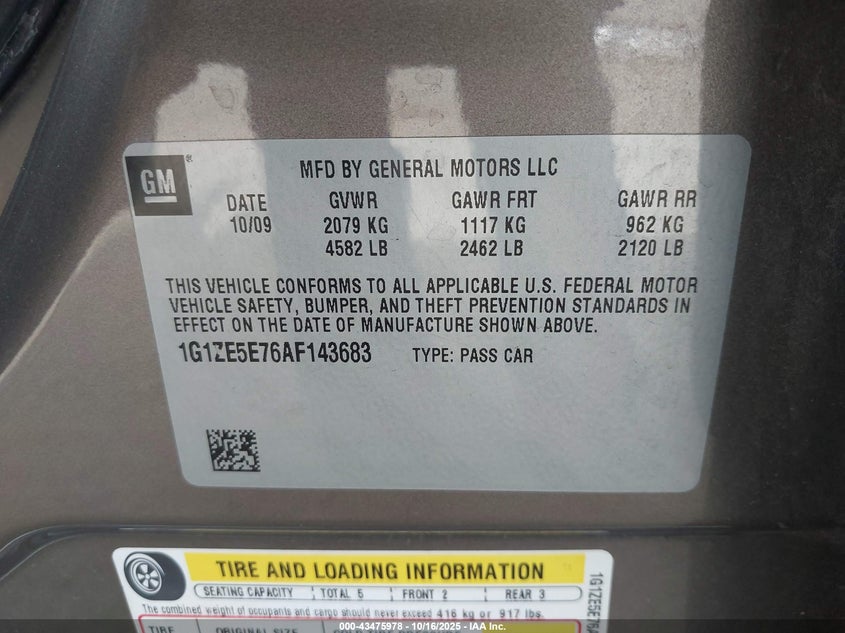 GM ®
MFD BY GENERAL MOTORS LLC
DATE GVWR GAWR FRT GAWR RR
10/09 2079 KG 1117 KG 962 KG
4582 LB 2462 LB 2120 LB
THIS VEHICLE CONFORMS TO ALL APPLICABLE U.S. FEDERAL MOTOR
VEHICLE SAFETY, BUMPER, AND THEFT PREVENTION STANDARDS IN
EFFECT ON THE DATE OF MANUFACTURE SHOWN ABOVE.
1G1ZE5E76AF143683 TYPE: PASS CAR
TIRE AND LOADING INFORMATION
SEATING CAPACITY TOTAL 5 FRONT 2 REAR 3
The combined weight of occupants and cargo should never exceed 416 kg or 917 lbs.
TIRE ORIGINAL SIZE
1G1ZE5E76A
000-43475978 - 10/16/2025 - IAA Inc.